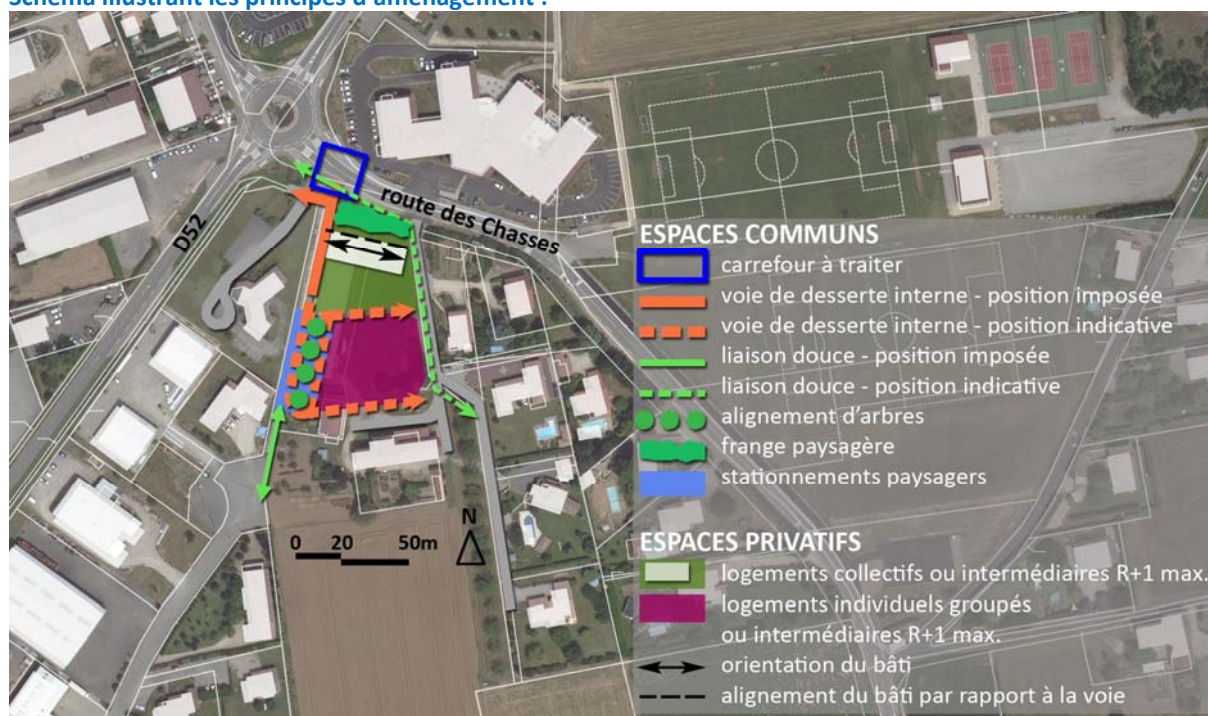 Schéma illustrant les principes d'aménagement :
D52
route des Chasses
N
0 20 50m
ESPACES COMMUNS
carrefour à traiter
voie de desserte interne - position imposée
voie de desserte interne - position indicative
liaison douce - position imposée
liaison douce - position indicative
alignement d'arbres
frange paysagère
stationnements paysagers
ESPACES PRIVATIFS
logements collectifs ou intermédiaires R+1 max.
logements individuels groupés
ou intermédiaires R+1 max.
orientation du bâti
alignement du bâti par rapport à la voie